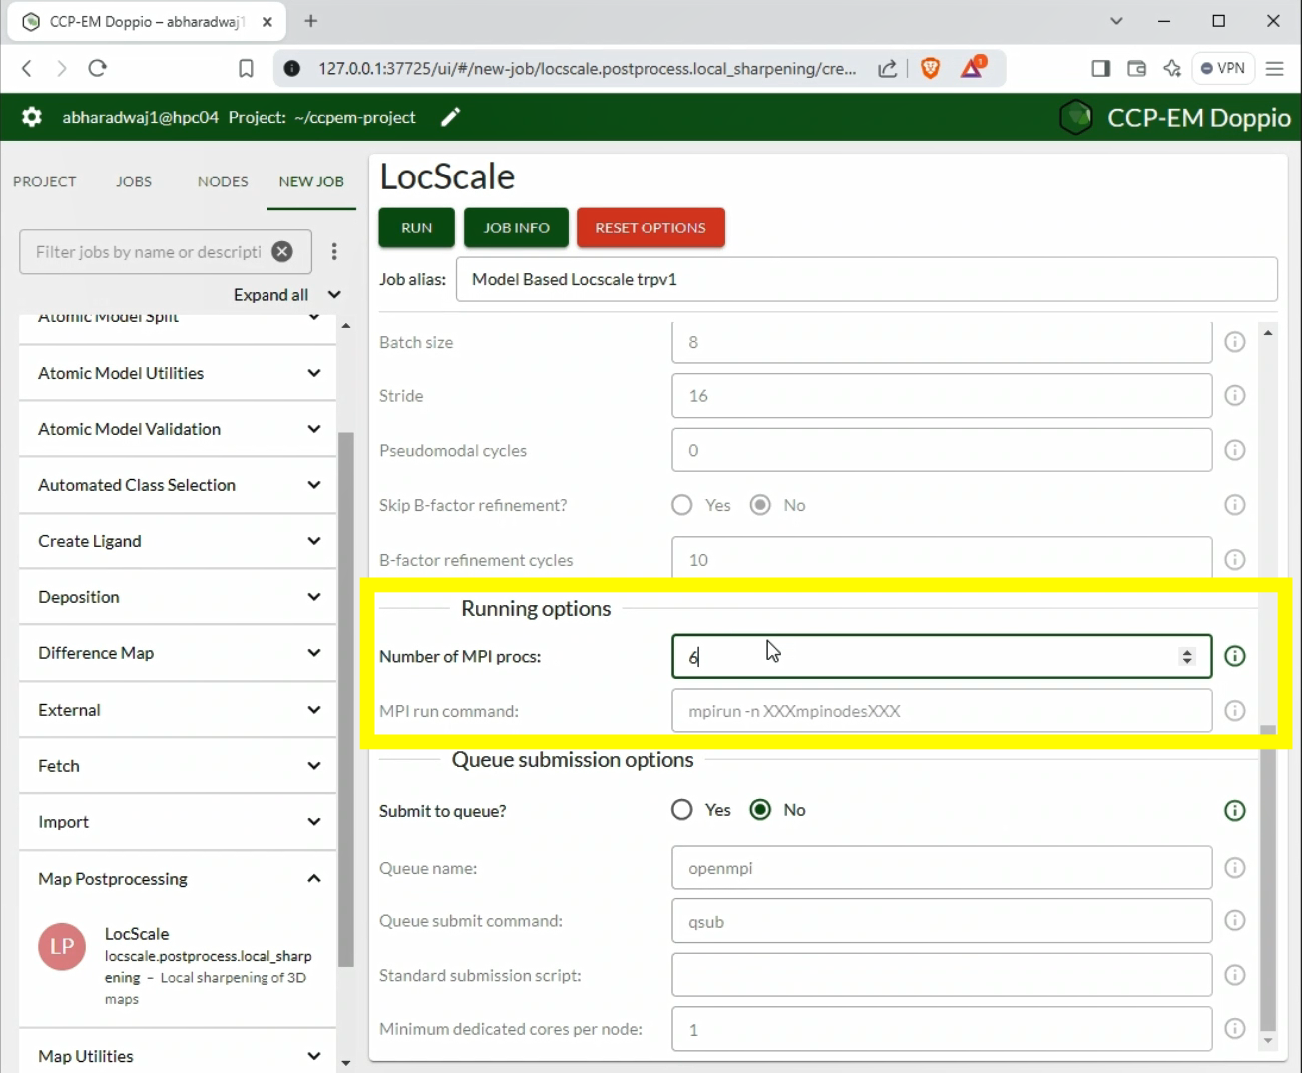 CCP-EM Doppio – abharadwaj1
127.0.0.1:37725/ui/#/new-job/locscale.postprocess.local_sharpening/cre...
1
VPN
abharadwaj1@hpc04 Project: ~/ccpem-project
CCP-EM Doppio
PROJECT
JOBS
NODES
NEW JOB
Filter jobs by name or descripti
Expand all
Atomic Model Split
Atomic Model Utilities
Atomic Model Validation
Automated Class Selection
Create Ligand
Deposition
Difference Map
External
Fetch
Import
Map Postprocessing
LP
LocScale
locscale.postprocess.local_sharp
ening – Local sharpening of 3D
maps
Map Utilities
LocScale
RUN
JOB INFO
RESET OPTIONS
Job alias: Model Based Locscale trpv1
Batch size 8
Stride 16
Pseudomodal cycles 0
Skip B-factor refinement? Yes No
B-factor refinement cycles 10
Running options
Number of MPI procs: 6
MPI run command: mpirun -n XXXmpinodesXXX
Queue submission options
Submit to queue? Yes No
Queue name: openmpi
Queue submit command: qsub
Standard submission script:
Minimum dedicated cores per node: 1